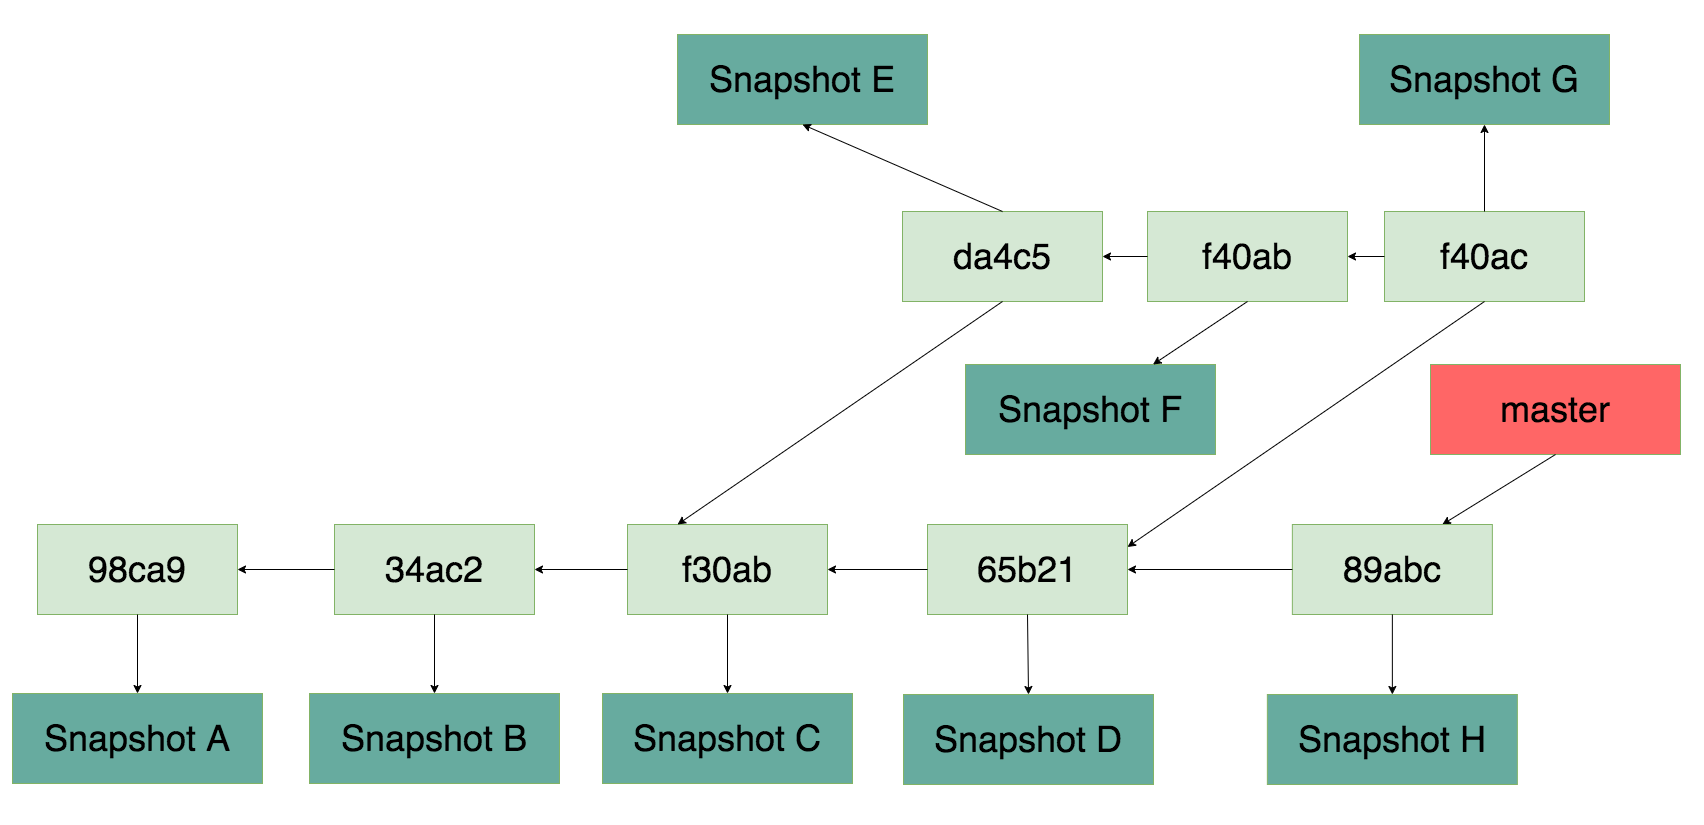 Snapshot E
Snapshot G
da4c5
f40ab
f40ac
Snapshot F
master
98ca9
34ac2
f30ab
65b21
89abc
Snapshot A
Snapshot B
Snapshot C
Snapshot D
Snapshot H